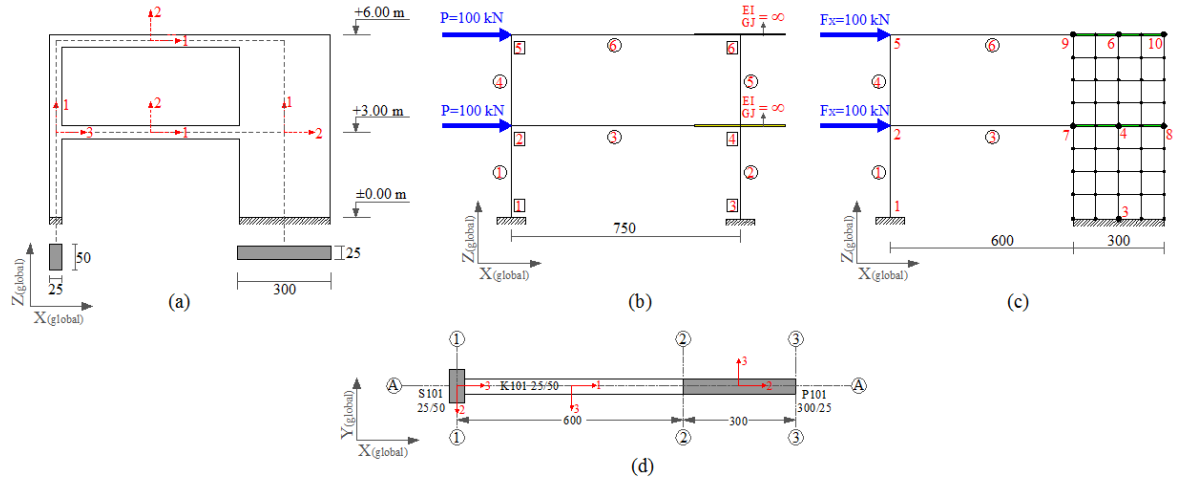 2
1
1
2
1
3
1
2
+6.00 m
+3.00 m
±0.00 m
50
25
25
300
Z(global)
X(global)
(a)
P=100 kN
P=100 kN
EI
GJ = ∞
EI
GJ = ∞
5
6
6
4
5
2
3
4
1
2
1
3
750
Z(global)
X(global)
(b)
Fx=100 kN
Fx=100 kN
5
6
9
6
10
4
2
3
7
4
8
1
1
3
600
300
Z(global)
X(global)
(c)
1
2
3
A
S101
25/50
3
2
K101 25/50
1
3
3
2
P101
300/25
A
600
300
1
2
3
Y(global)
X(global)
(d)